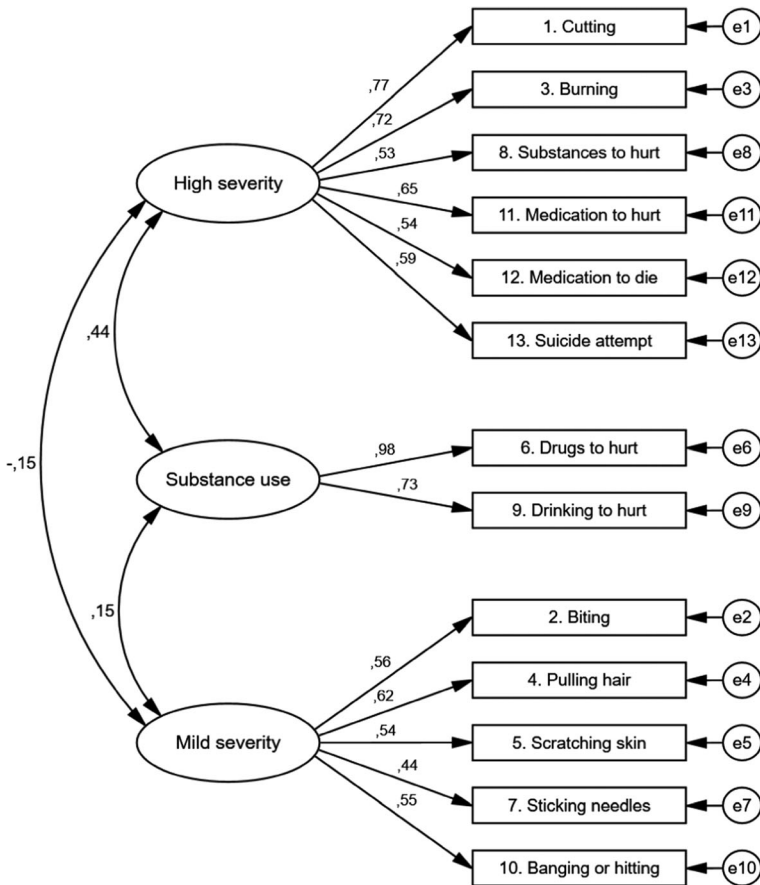 1. Cutting
e1
,77
3. Burning
e3
,72
8. Substances to hurt
e8
,53
High severity
11. Medication to hurt
e11
,65
12. Medication to die
e12
,54
13. Suicide attempt
e13
,59
,44
-,15
Substance use
6. Drugs to hurt
e6
,98
9. Drinking to hurt
e9
,73
,15
2. Biting
e2
,56
4. Pulling hair
e4
,62
Mild severity
5. Scratching skin
e5
,54
7. Sticking needles
e7
,44
10. Banging or hitting
e10
,55